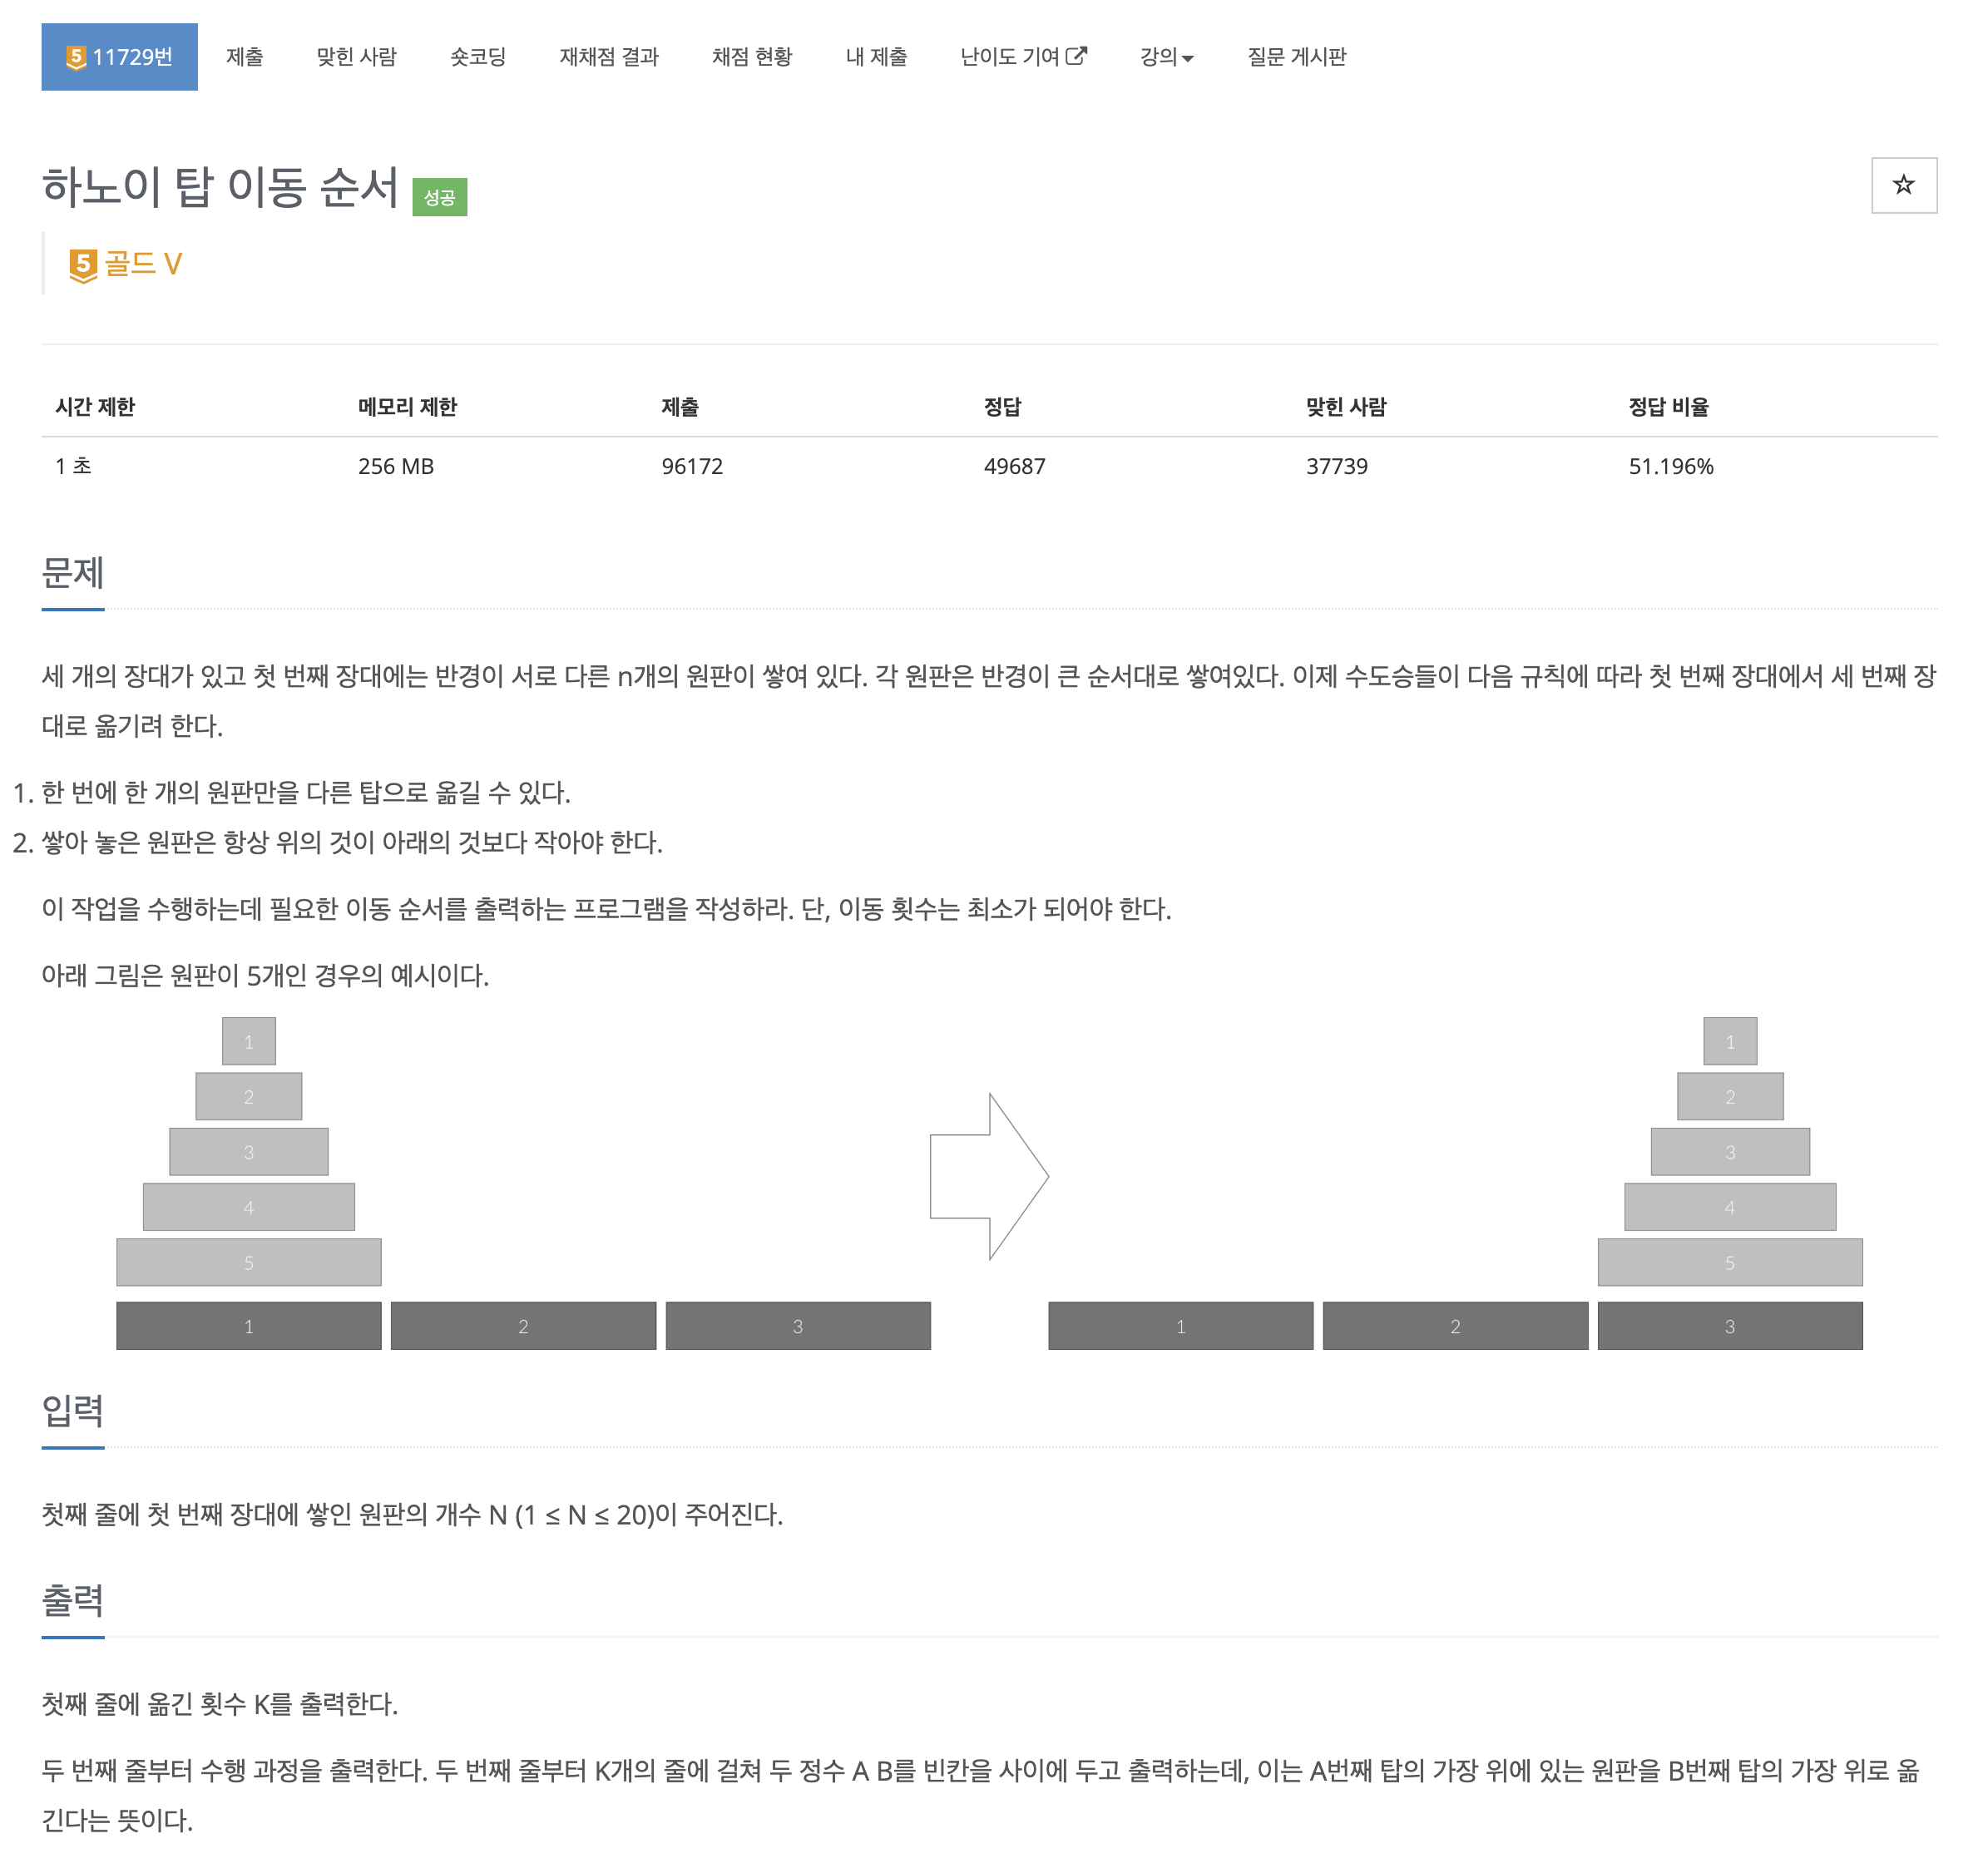 5 11729번 제출 맞힌 사람 숏코딩 재채점 결과 채점 현황 내 제출 난이도 기여 강의 질문 게시판
하노이 탑 이동 순서 성공
5 골드 V
시간 제한 메모리 제한 제출 정답 맞힌 사람 정답 비율
1 초 256 MB 96172 49687 37739 51.196%
문제
세 개의 장대가 있고 첫 번째 장대에는 반경이 서로 다른 n개의 원판이 쌓여 있다. 각 원판은 반경이 큰 순서대로 쌓여있다. 이제 수도승들이 다음 규칙에 따라 첫 번째 장대에서 세 번째 장
대로 옮기려 한다.
1. 한 번에 한 개의 원판만을 다른 탑으로 옮길 수 있다.
2. 쌓아 놓은 원판은 항상 위의 것이 아래의 것보다 작아야 한다.
이 작업을 수행하는데 필요한 이동 순서를 출력하는 프로그램을 작성하라. 단, 이동 횟수는 최소가 되어야 한다.
아래 그림은 원판이 5개인 경우의 예시이다.
1 1
2 2
3 3
4 4
5 5
1 2 3 1 2 3
입력
첫째 줄에 첫 번째 장대에 쌓인 원판의 개수 N (1 ≤ N ≤ 20)이 주어진다.
출력
첫째 줄에 옮긴 횟수 K를 출력한다.
두 번째 줄부터 수행 과정을 출력한다. 두 번째 줄부터 K개의 줄에 걸쳐 두 정수 A B를 빈칸을 사이에 두고 출력하는데, 이는 A번째 탑의 가장 위에 있는 원판을 B번째 탑의 가장 위로 옮
긴다는 뜻이다.